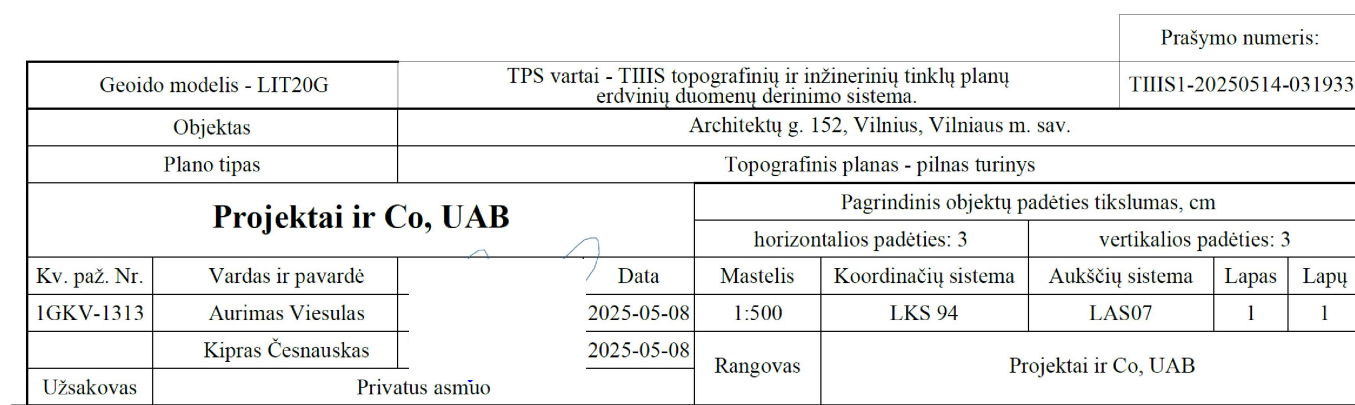 Prašymo numeris:
Geoido modelis - LIT20G
TPS vartai - TIIIS topografinių ir inžinerinių tinklų planų
erdvinių duomenų derinimo sistema.
TIIIS1-20250514-031933
Objektas
Architektų g. 152, Vilnius, Vilniaus m. sav.
Plano tipas
Topografinis planas - pilnas turinys
Projektai ir Co, UAB
Pagrindinis objektų padėties tikslumas, cm
horizontalios padėties: 3
vertikalios padėties: 3
Kv. paž. Nr.
Vardas ir pavardė
Data
Mastelis
Koordinačių sistema
Aukščių sistema
Lapas
Lapų
1GKV-1313
Aurimas Viesulas
2025-05-08
1:500
LKS 94
LAS07
1
1
Kipras Česnauskas
2025-05-08
Rangovas
Projektai ir Co, UAB
Užsakovas
Privatus asmuo